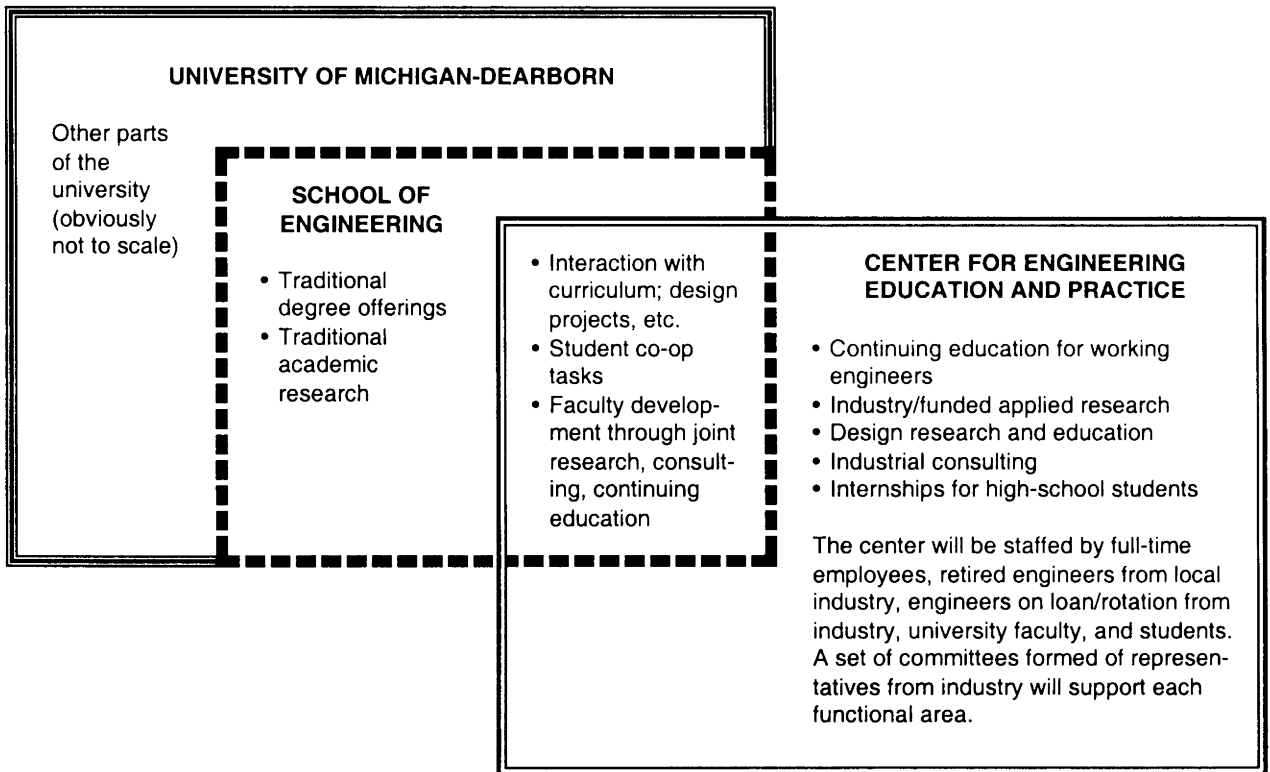 UNIVERSITY OF MICHIGAN-DEARBORN
Other parts
of the
university
(obviously
not to scale)
SCHOOL OF
ENGINEERING
• Traditional
degree offerings
• Traditional
academic
research
• Interaction with
curriculum; design
projects, etc.
• Student co-op
tasks
• Faculty develop-
ment through joint
research, consult-
ing, continuing
education
CENTER FOR ENGINEERING
EDUCATION AND PRACTICE
• Continuing education for working
engineers
• Industry/funded applied research
• Design research and education
• Industrial consulting
• Internships for high-school students
The center will be staffed by full-time
employees, retired engineers from local
industry, engineers on loan/rotation from
industry, university faculty, and students.
A set of committees formed of represen-
tatives from industry will support each
functional area.